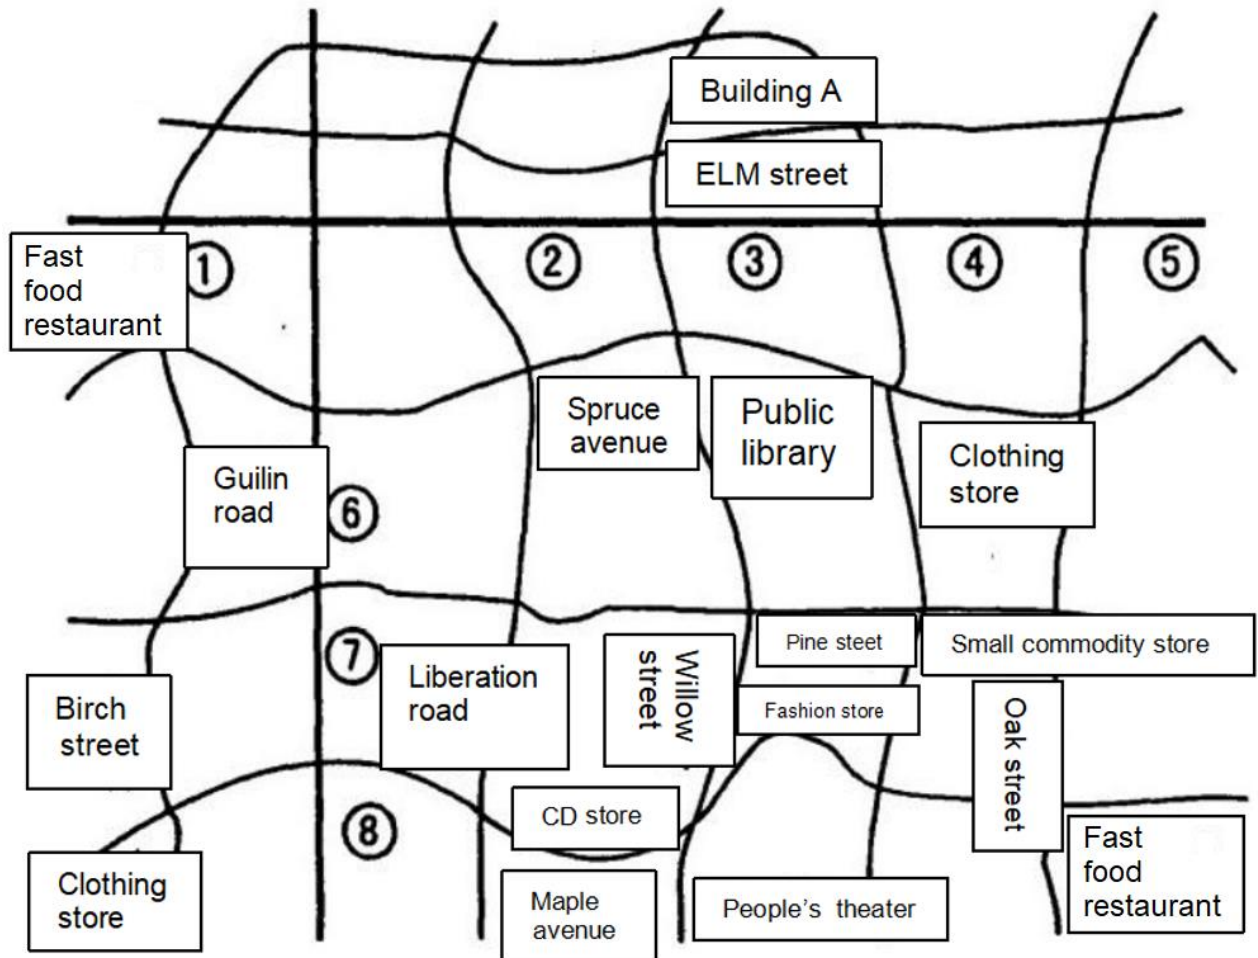 Building A
ELM street
Fast
food
restaurant
1
2
3
4
5
Spruce
avenue
Public
library
Clothing
store
Guilin
road
6
7
Liberation
road
Willow
street
Pine steet
Small commodity store
Birch
street
Fashion store
Oak street
CD store
8
Fast
food
restaurant
Clothing
store
Maple
avenue
People's theater